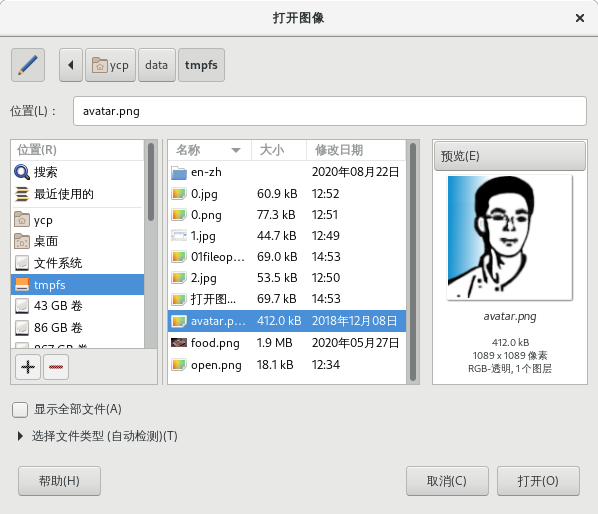 打开图像
ycp data tmpfs
位置(L)： avatar.png
位置(R)
搜索
最近使用的
ycp
桌面
文件系统
tmpfs
43 GB 卷
86 GB 卷
名称 大小 修改日期
en-zh 2020年08月22日
0.jpg 60.9 kB 12:52
0.png 77.3 kB 12:51
1.jpg 44.7 kB 12:49
01fileop... 69.0 kB 14:53
2.jpg 53.5 kB 12:50
打开图... 69.7 kB 14:53
avatar.p... 412.0 kB 2018年12月08日
food.png 1.9 MB 2020年05月27日
open.png 18.1 kB 12:34
预览(E)
avatar.png
412.0 kB
1089 x 1089 像素
RGB-透明, 1个图层
显示全部文件(A)
选择文件类型 (自动检测)(T)
帮助(H) 取消(C) 打开(O)